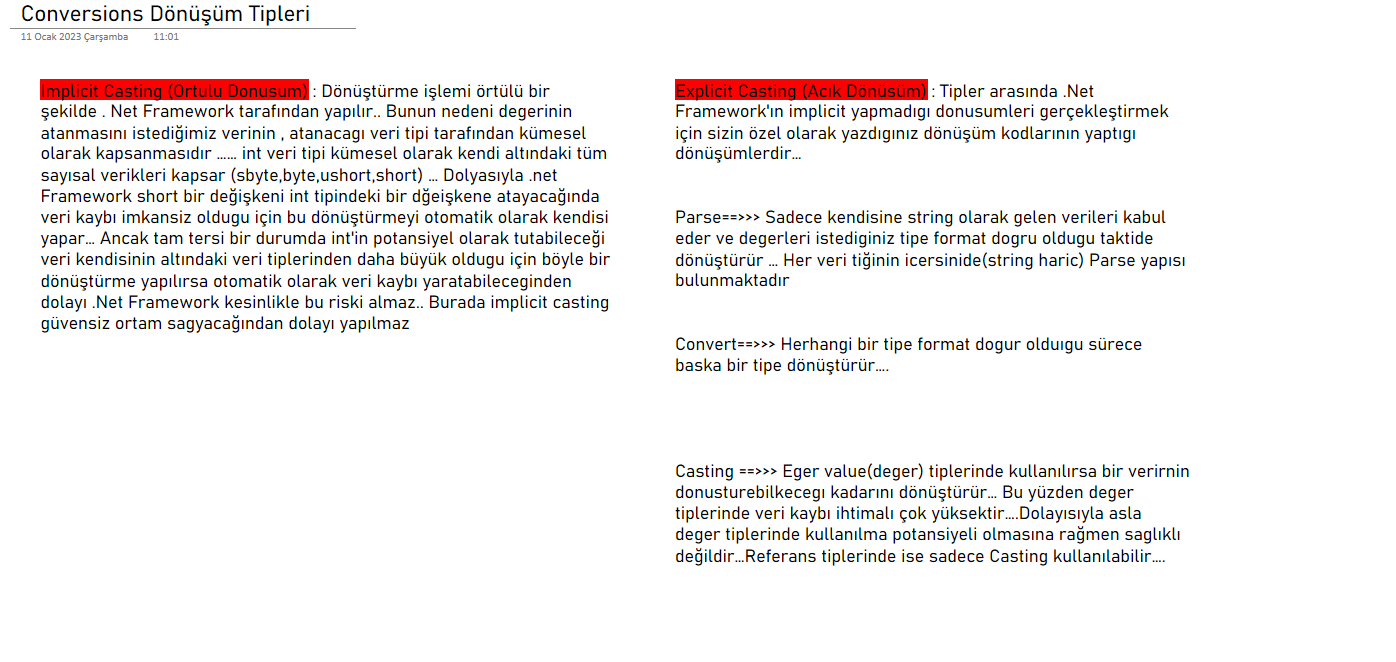 Conversions Dönüşüm Tipleri
11 Ocak 2023 Çarşamba 11:01
Implicit Casting (Ortulu Donusum) : Dönüştürme işlemi örtülü bir
şekilde . Net Framework tarafından yapılır.. Bunun nedeni degerinin
atanmasını istediğimiz verinin , atanacagı veri tipi tarafından kümesel
olarak kapsanmasıdır ...... int veri tipi kümesel olarak kendi altındaki tüm
sayısal verikleri kapsar (sbyte,byte,ushort,short) ... Dolyasıyla .net
Framework short bir değişkeni int tipindeki bir dğeişkene atayacağında
veri kaybı imkansiz oldugu için bu dönüştürmeyi otomatik olarak kendisi
yapar... Ancak tam tersi bir durumda int'in potansiyel olarak tutabileceği
veri kendisinin altındaki veri tiplerinden daha büyük oldugu için böyle bir
dönüştürme yapılırsa otomatik olarak veri kaybı yaratabileceginden
dolayı .Net Framework kesinlikle bu riski almaz.. Burada implicit casting
güvensiz ortam sagyacağından dolayı yapılmaz
Explicit Casting (Acık Dönüsüm) : Tipler arasında .Net
Framework'ın implicit yapmadıgı donusumleri gerçekleştirmek
için sizin özel olarak yazdıgınız dönüşüm kodlarının yaptıgı
dönüşümlerdir...
Parse==>>> Sadece kendisine string olarak gelen verileri kabul
eder ve degerleri istediginiz tipe format dogru oldugu taktide
dönüştürür ... Her veri tiğinin icersinide(string haric) Parse yapısı
bulunmaktadır
Convert==>>> Herhangi bir tipe format dogur olduıgu sürece
baska bir tipe dönüştürür....
Casting ==>>> Eger value(deger) tiplerinde kullanılırsa bir verirnin
donusturebilkecegı kadarını dönüştürür... Bu yüzden deger
tiplerinde veri kaybı ihtimalı çok yüksektir....Dolayısıyla asla
deger tiplerinde kullanılma potansiyeli olmasına rağmen saglıklı
değildir...Referans tiplerinde ise sadece Casting kullanılabilir....